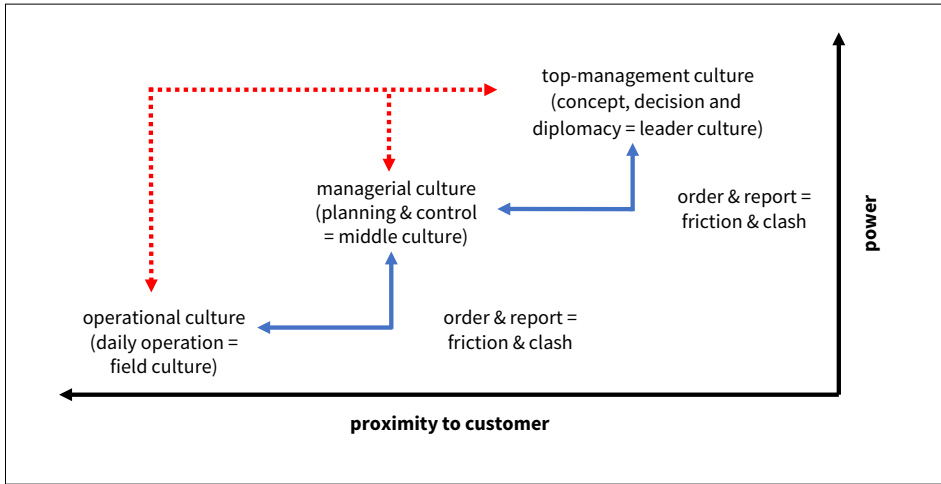 top-management culture
(concept, decision and
diplomacy = leader culture)
managerial culture
(planning & control
= middle culture)
order & report =
friction & clash
power
operational culture
(daily operation =
field culture)
order & report =
friction & clash
proximity to customer